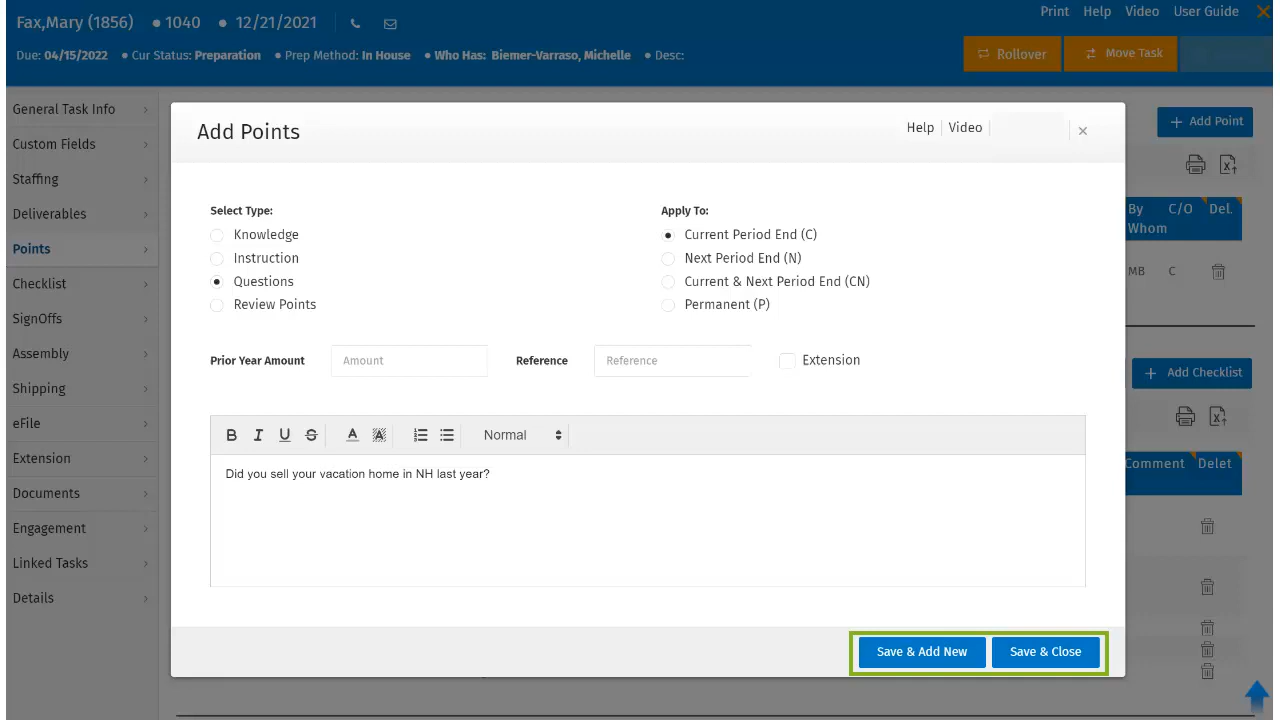 Fax,Mary (1856) • 1040 • 12/21/2021
Print Help Video User Guide
Due: 04/15/2022 • Cur Status: Preparation • Prep Method: In House • Who Has: Biemer-Varraso, Michelle • Desc:
Rollover
Move Task
General Task Info
Custom Fields
Staffing
Deliverables
Points
Checklist
SignOffs
Assembly
Shipping
eFile
Extension
Documents
Engagement
Linked Tasks
Details
Add Points
Help Video
Select Type:
Knowledge
Instruction
Questions
Review Points
Apply To:
Current Period End (C)
Next Period End (N)
Current & Next Period End (CN)
Permanent (P)
Prior Year Amount Amount Reference Reference Extension
B I U S A A Normal
Did you sell your vacation home in NH last year?
Save & Add New Save & Close
+ Add Point
By C/O Del.
Whom
MB C
+ Add Checklist
Comment Delet